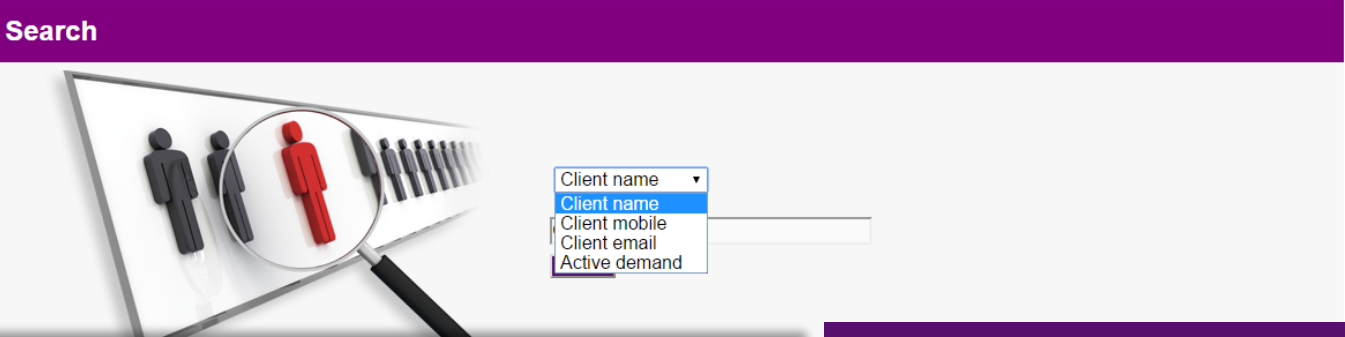 Search
Client name
Client name
Client mobile
Client email
Active demand